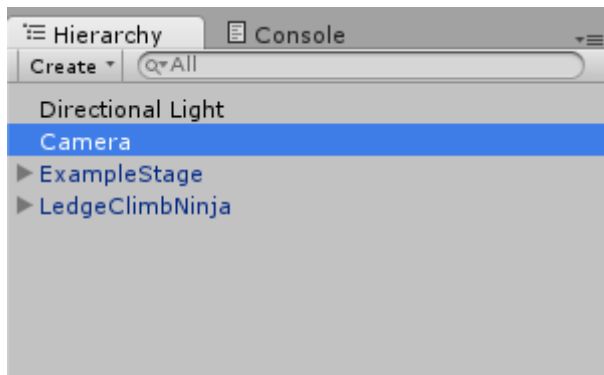 Hierarchy Console
Create All
Directional Light
Camera
ExampleStage
LedgeClimbNinja